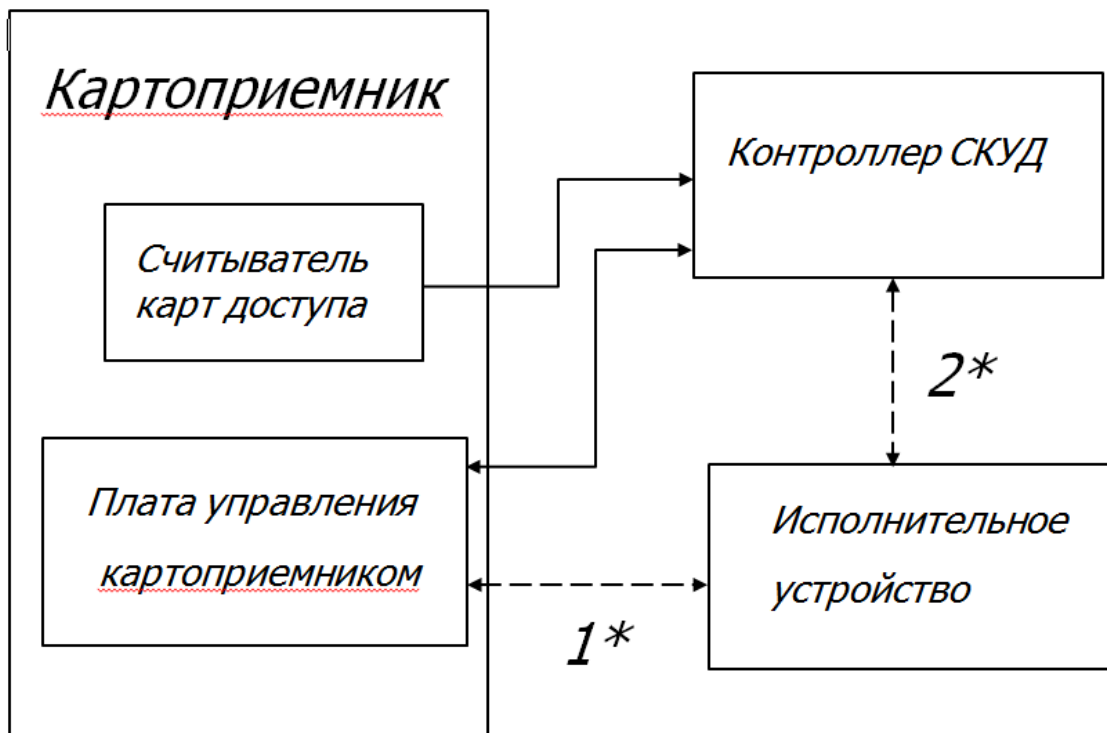 Картоприемник
Считыватель
карт доступа
Плата управления
картоприемником
Контроллер СКУД
2*
Исполнительное
устройство
1*